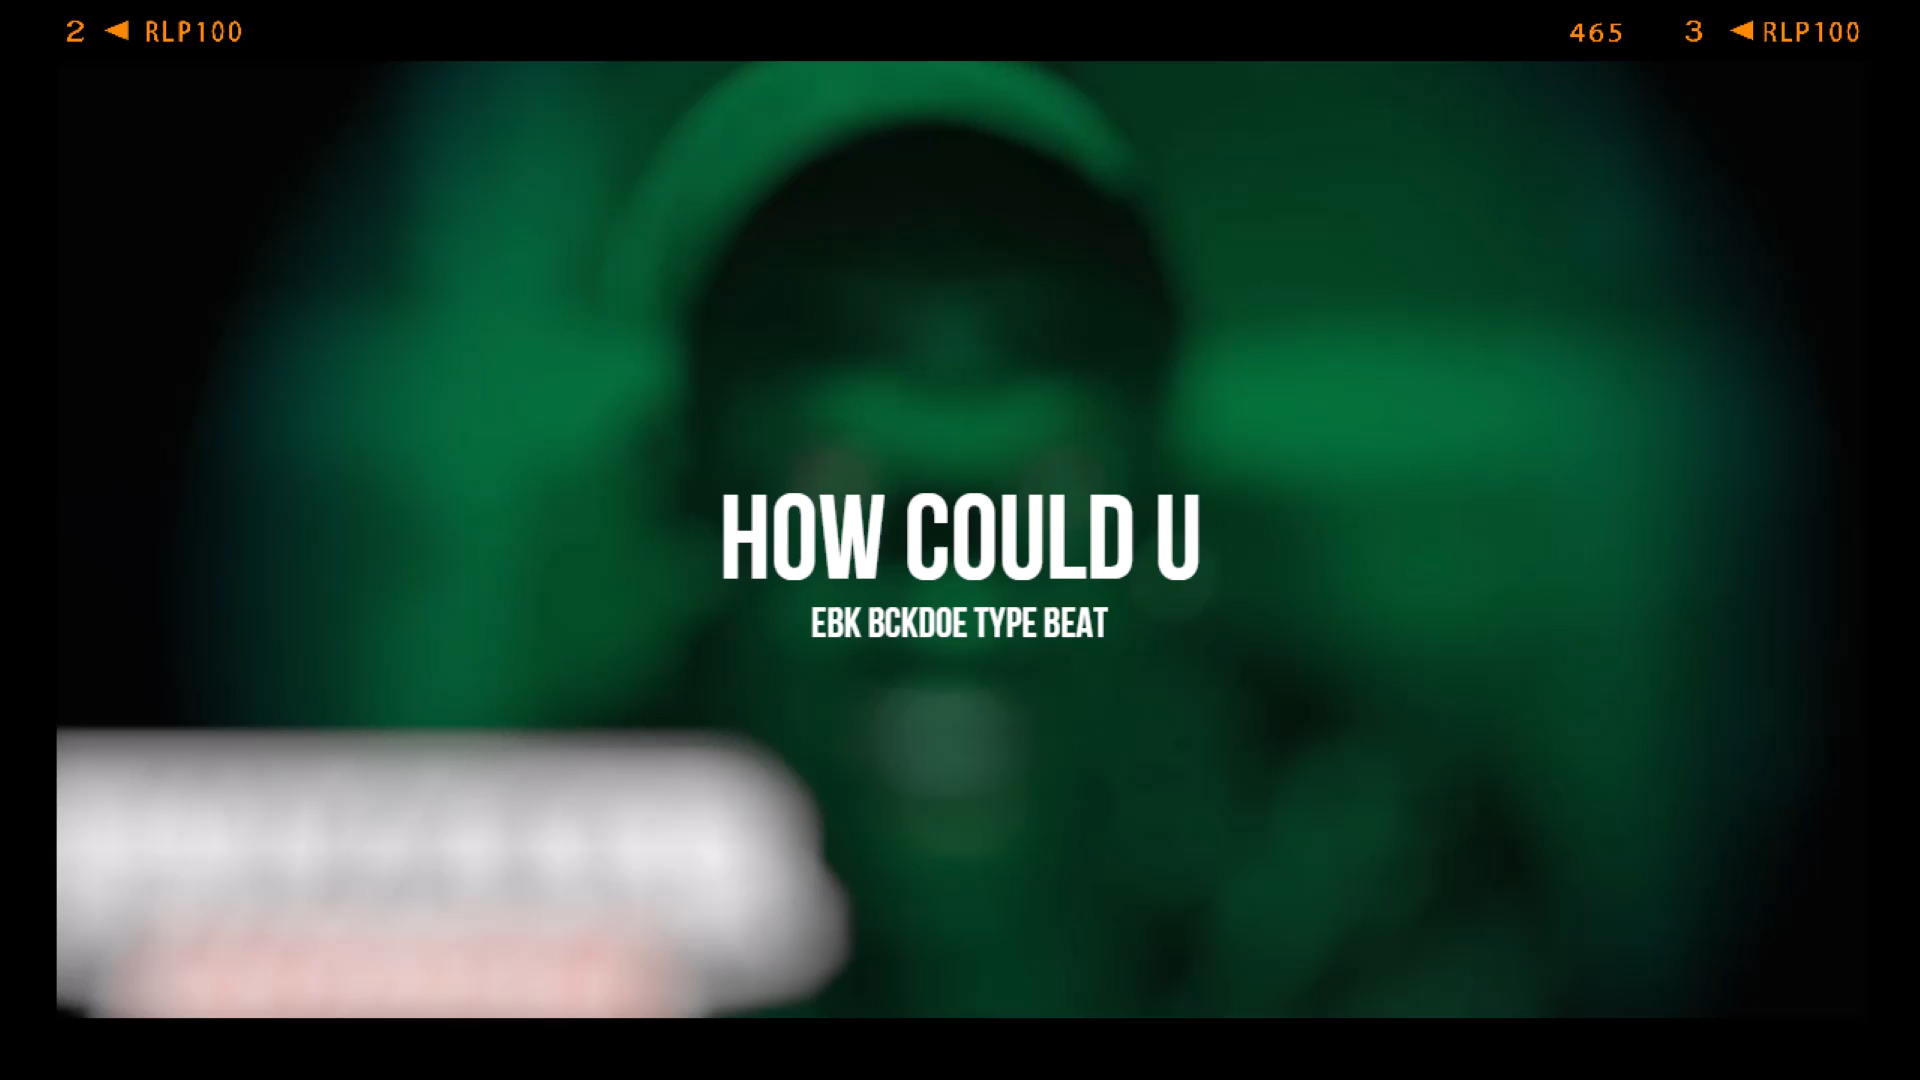 2 ◀ RLP100 465 3 ◀ RLP100
HOW COULD U
EBK BCKDOE TYPE BEAT